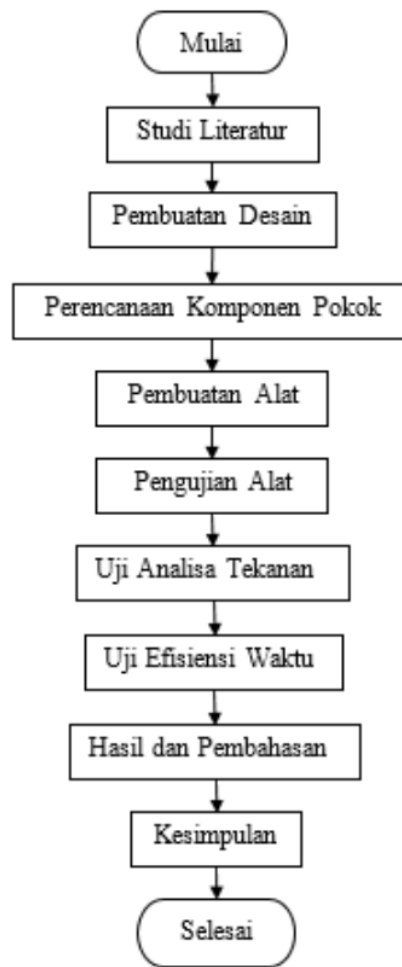 Mulai
Studi Literatur
Pembuatan Desain
Perencanaan Komponen Pokok
Pembuatan Alat
Pengujian Alat
Uji Analisa Tekanan
Uji Efisiensi Waktu
Hasil dan Pembahasan
Kesimpulan
Selesai